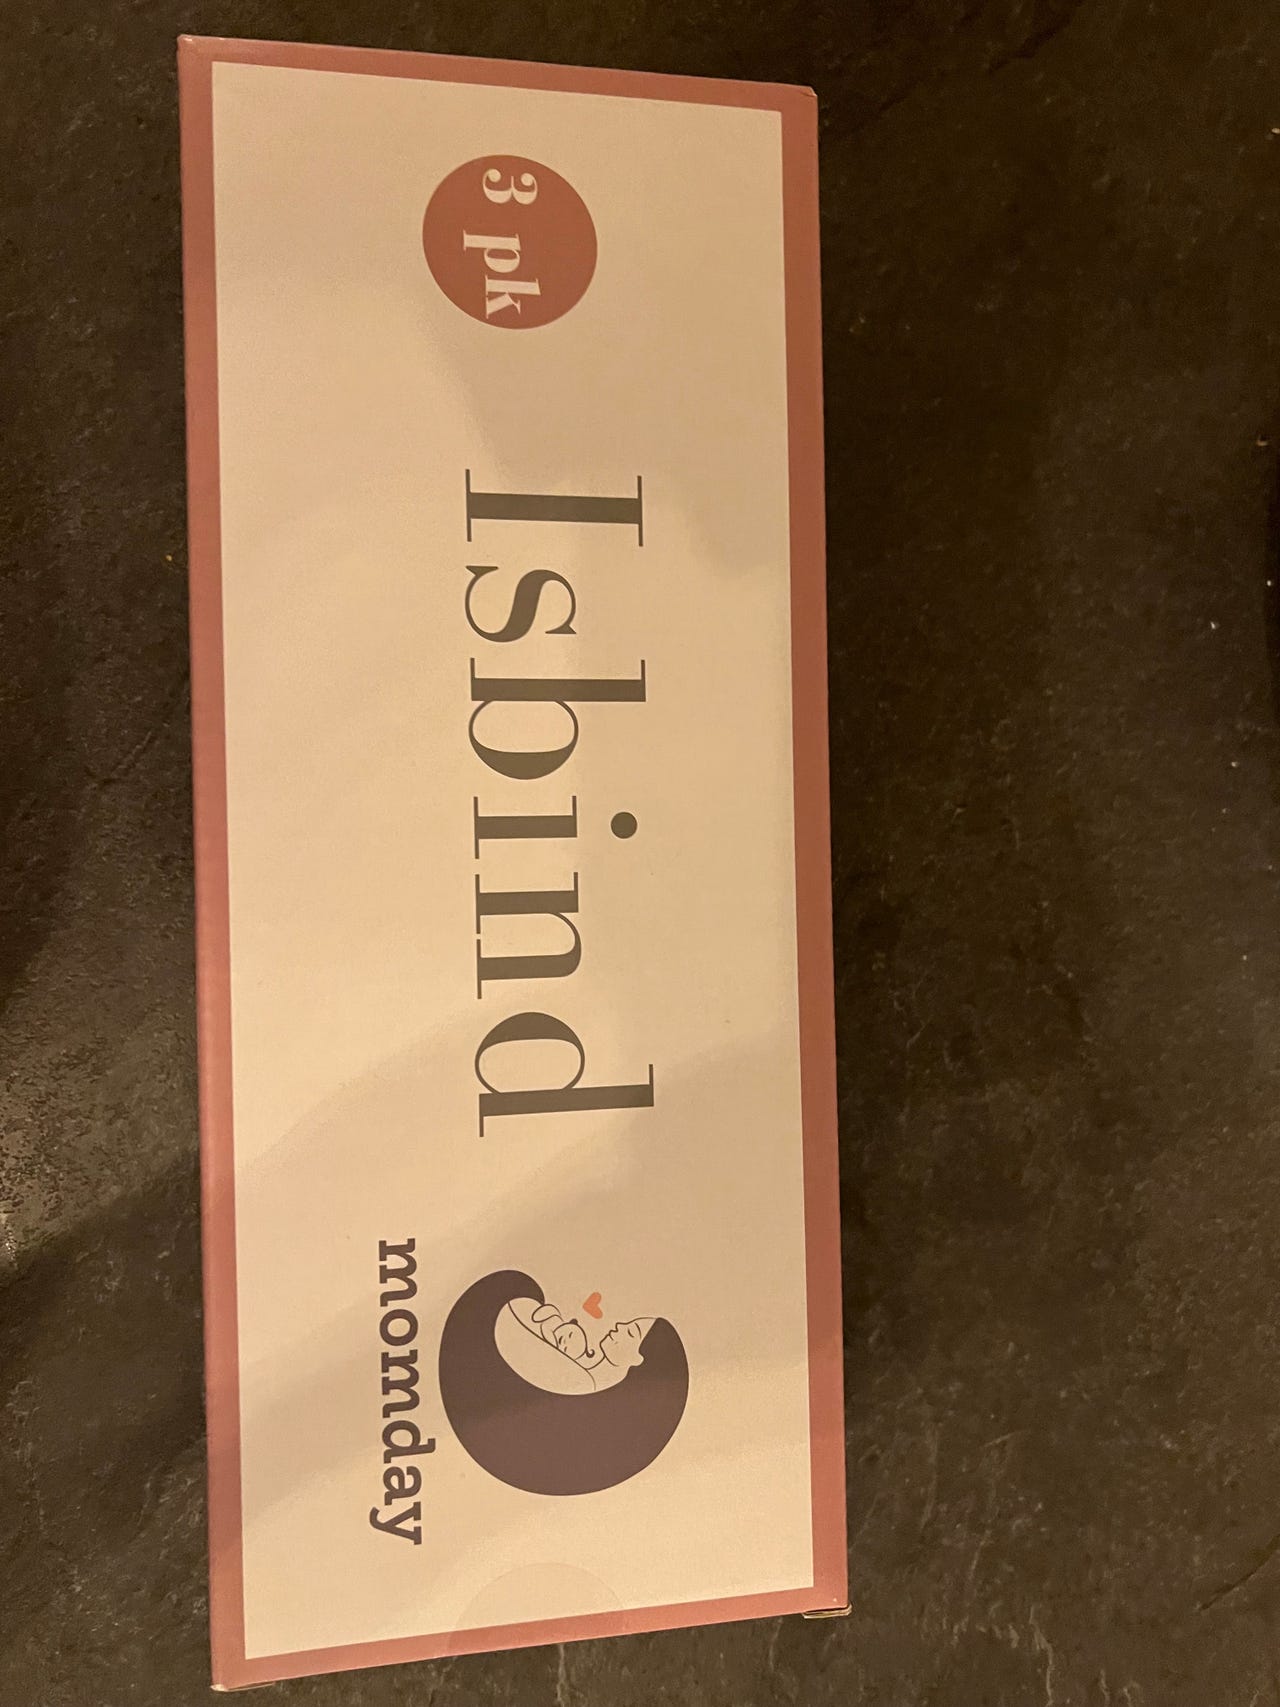 3 pk
Isbind
momday